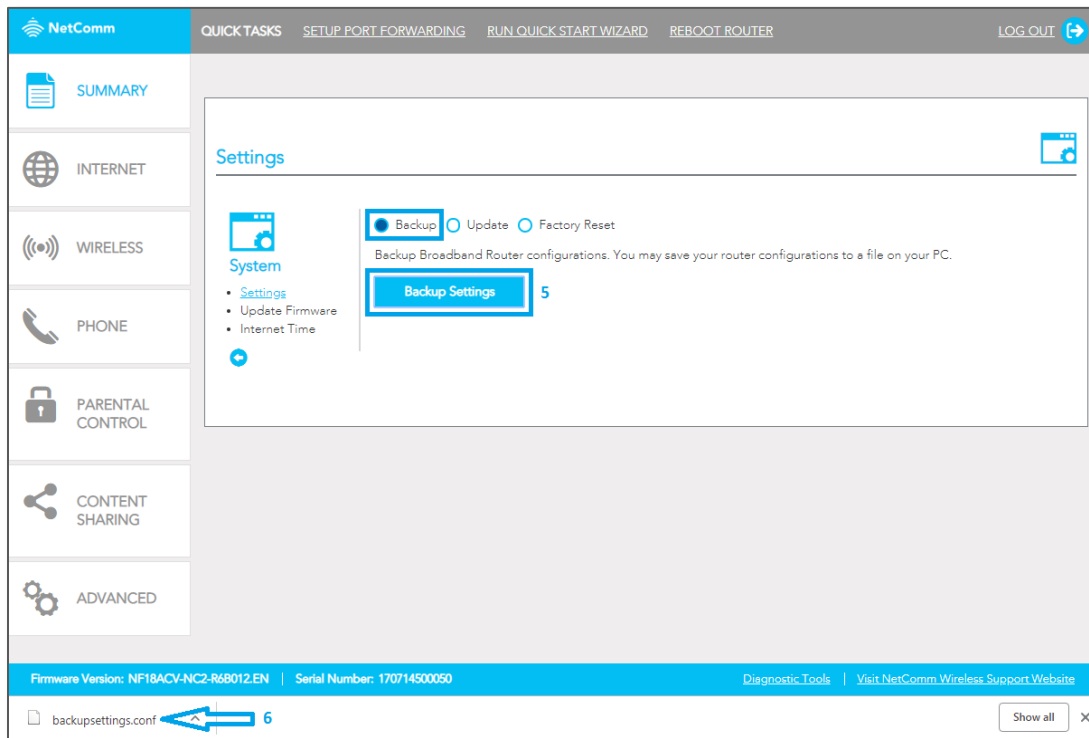 NetComm
QUICK TASKS SETUP PORT FORWARDING RUN QUICK START WIZARD REBOOT ROUTER LOG OUT
SUMMARY
INTERNET
WIRELESS
PHONE
PARENTAL
CONTROL
CONTENT
SHARING
ADVANCED
Settings
System
Settings
Update Firmware
Internet Time
Backup Update Factory Reset
Backup Broadband Router configurations. You may save your router configurations to a file on your PC.
Backup Settings 5
Firmware Version: NF18ACV-NC2-R6B012.EN | Serial Number: 170714500050 Diagnostic Tools | Visit NetComm Wireless Support Website
backupsettings.conf 6 Show all